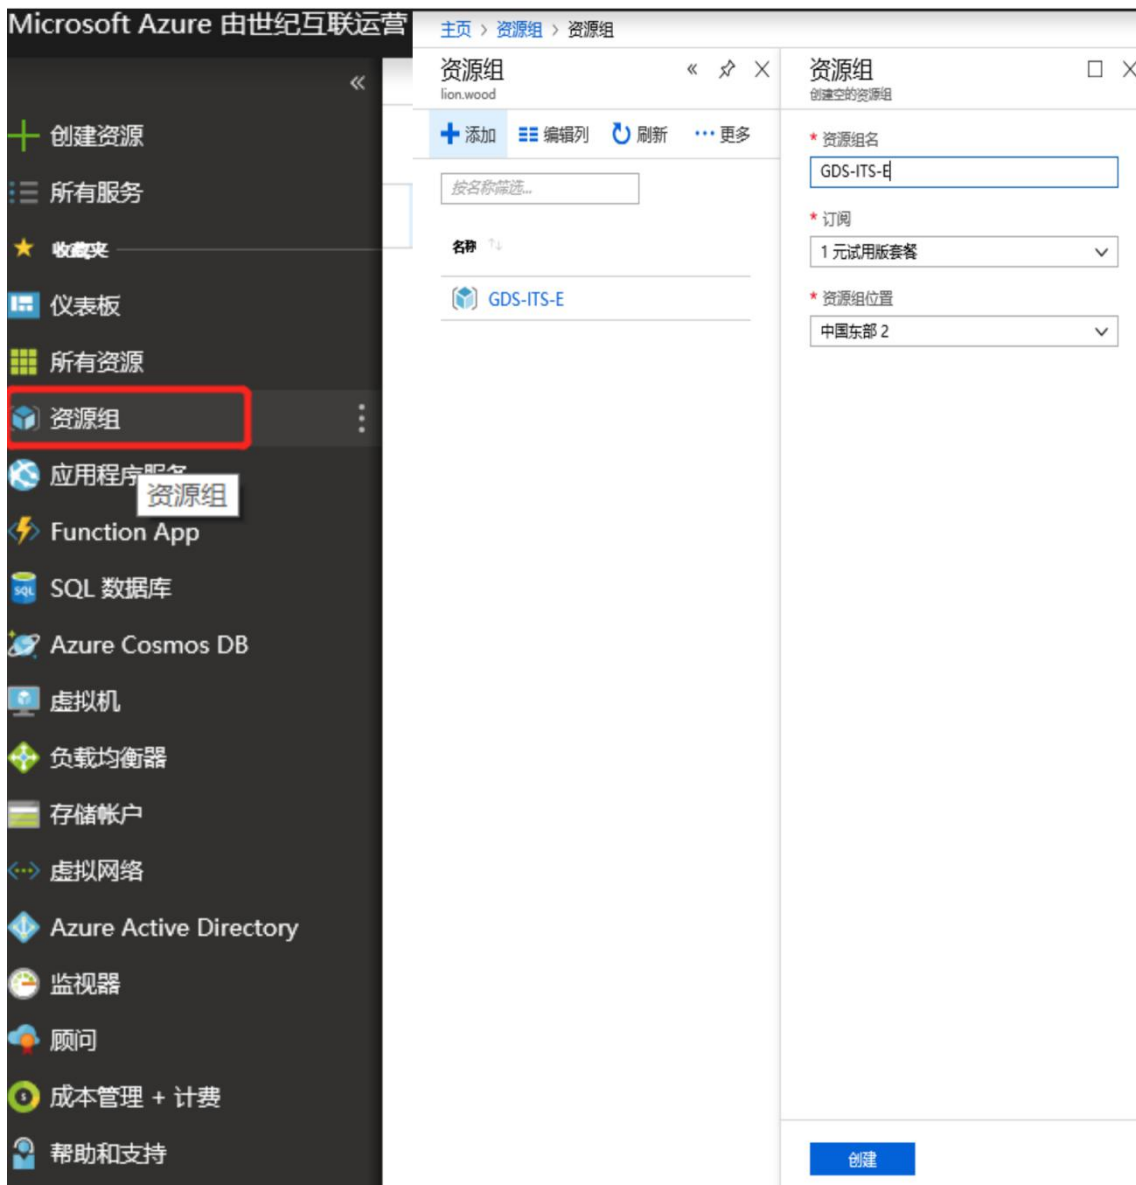 Microsoft Azure 由世纪互联运营
创建资源
所有服务
收藏夹
仪表板
所有资源
资源组
应用程序服务
资源组
Function App
SQL 数据库
Azure Cosmos DB
虚拟机
负载均衡器
存储帐户
虚拟网络
Azure Active Directory
监视器
顾问
成本管理 + 计费
帮助和支持
主页 > 资源组 > 资源组
资源组
lion.wood
添加 编辑列 刷新 ··· 更多
按名称筛选...
名称
GDS-ITS-E
资源组
创建空的资源组
* 资源组名
GDS-ITS-E
* 订阅
1 元试用版套餐
* 资源组位置
中国东部 2
创建